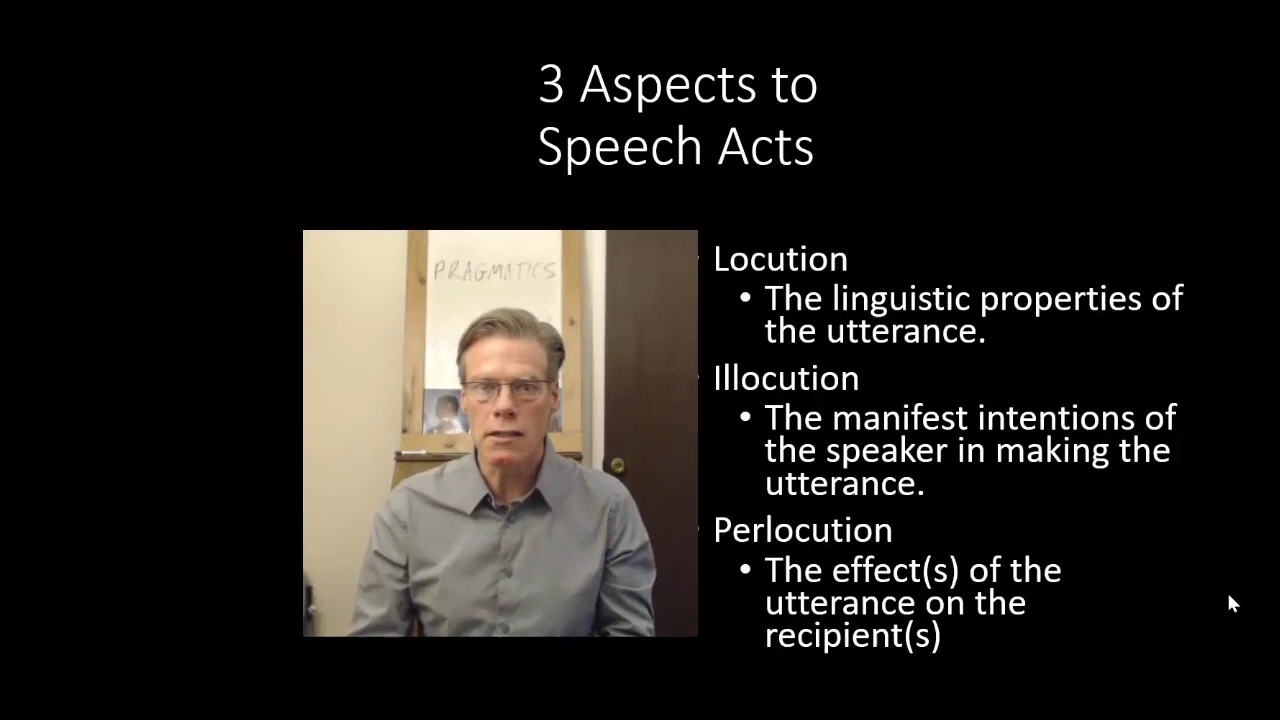 3 Aspects to
Speech Acts
PRAGMATICS
Locution
• The linguistic properties of
the utterance.
Illocution
• The manifest intentions of
the speaker in making the
utterance.
Perlocution
• The effect(s) of the
utterance on the
recipient(s)